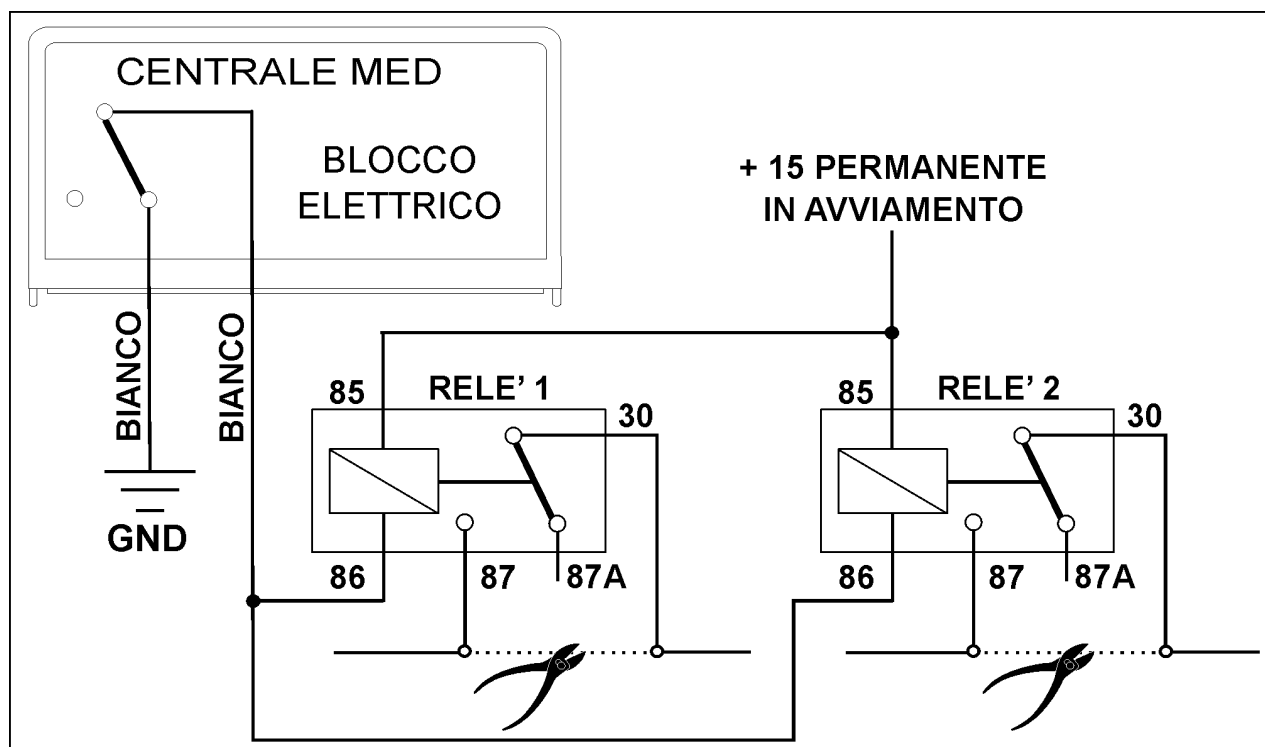 CENTRALE MED
BLOCCO
ELETTRICO
+ 15 PERMANENTE
IN AVVIAMENTO
BIANCO
BIANCO
GND
85
RELE' 1
30
86
87
87A
85
RELE' 2
30
86
87
87A